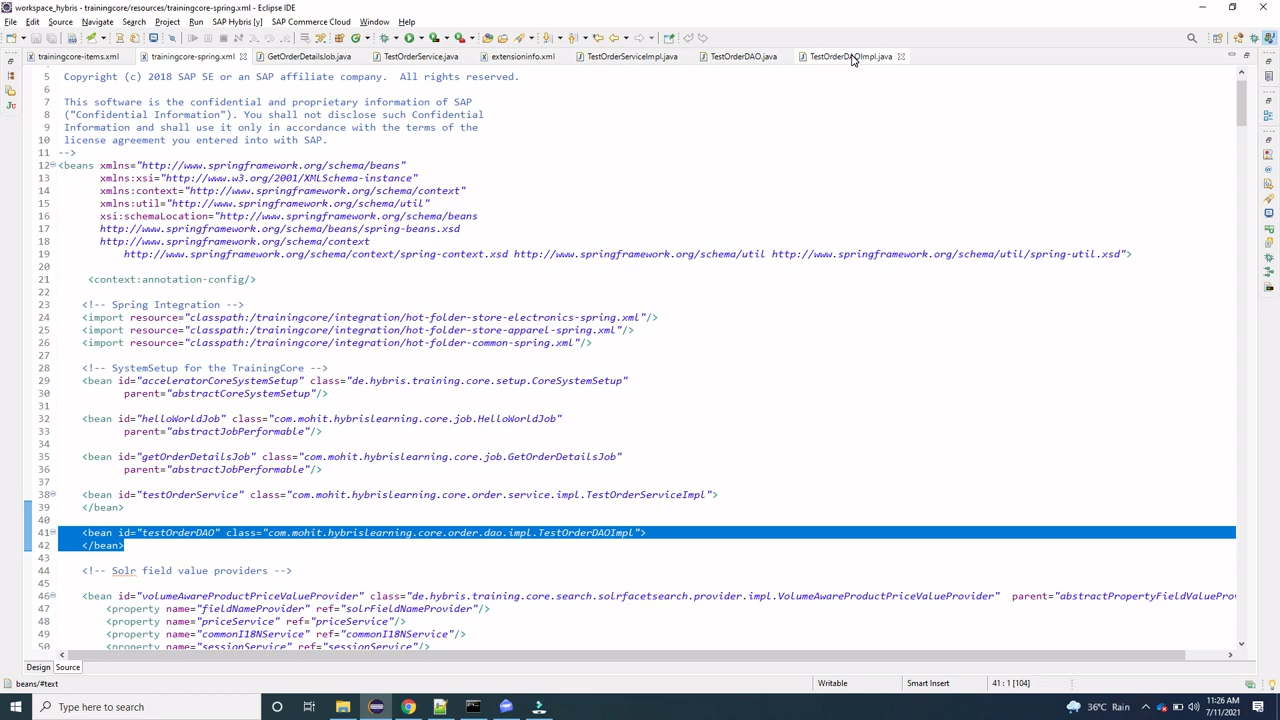 workspace_hybris - trainingcore/resources/trainingcore-spring.xml - Eclipse IDE
File Edit Source Navigate Search Project Run SAP Hybris [y] SAP Commerce Cloud Window Help
trainingcore-items.xml trainingcore-spring.xml GetOrderDetailsJob.java TestOrderService.java extensioninfo.xml TestOrderServiceImpl.java TestOrderDAO.java TestOrderDAOImpl.java
5 Copyright (c) 2018 SAP SE or an SAP affiliate company. All rights reserved.
6
7 This software is the confidential and proprietary information of SAP
8 ("Confidential Information"). You shall not disclose such Confidential
9 Information and shall use it only in accordance with the terms of the
10 license agreement you entered into with SAP.
11 -->
12 <beans xmlns="http://www.springframework.org/schema/beans"
13 xmlns:xsi="http://www.w3.org/2001/XMLSchema-instance"
14 xmlns:context="http://www.springframework.org/schema/context"
15 xmlns:util="http://www.springframework.org/schema/util"
16 xsi:schemaLocation="http://www.springframework.org/schema/beans
17 http://www.springframework.org/schema/beans/spring-beans.xsd
18 http://www.springframework.org/schema/context
19 http://www.springframework.org/schema/context/spring-context.xsd http://www.springframework.org/schema/util http://www.springframework.org/schema/util/spring-util.xsd">
20
21 <context:annotation-config/>
22
23 <!-- Spring Integration -->
24 <import resource="classpath:/trainingcore/integration/hot-folder-store-electronics-spring.xml"/>
25 <import resource="classpath:/trainingcore/integration/hot-folder-store-apparel-spring.xml"/>
26 <import resource="classpath:/trainingcore/integration/hot-folder-common-spring.xml"/>
27
28 <!-- SystemSetup for the TrainingCore -->
29 <bean id="acceleratorCoreSystemSetup" class="de.hybris.training.core.setup.CoreSystemSetup"
30 parent="abstractCoreSystemSetup"/>
31
32 <bean id="helloWorldJob" class="com.mohit.hybrislearning.core.job.HelloWorldJob"
33 parent="abstractJobPerformable"/>
34
35 <bean id="getOrderDetailsJob" class="com.mohit.hybrislearning.core.job.GetOrderDetailsJob"
36 parent="abstractJobPerformable"/>
37
38 <bean id="testOrderService" class="com.mohit.hybrislearning.core.order.service.impl.TestOrderServiceImpl">
39 </bean>
40
41 <bean id="testOrderDAO" class="com.mohit.hybrislearning.core.order.dao.impl.TestOrderDAOImpl">
42 </bean>
43
44 <!-- Solr field value providers -->
45
46 <bean id="volumeAwareProductPriceValueProvider" class="de.hybris.training.core.search.solrfacetsearch.provider.impl.VolumeAwareProductPriceValueProvider" parent="abstractPropertyFieldValuePro
47 <property name="fieldNameProvider" ref="solrFieldNameProvider"/>
48 <property name="priceService" ref="priceService"/>
49 <property name="commonI18NService" ref="commonI18NService"/>
50 <property name="sessionService" ref="sessionService"/>
Design Source
beans/#text Writable Smart Insert 41 : 1 [104]
Type here to search 36°C Rain 11:26 AM
7/11/2021